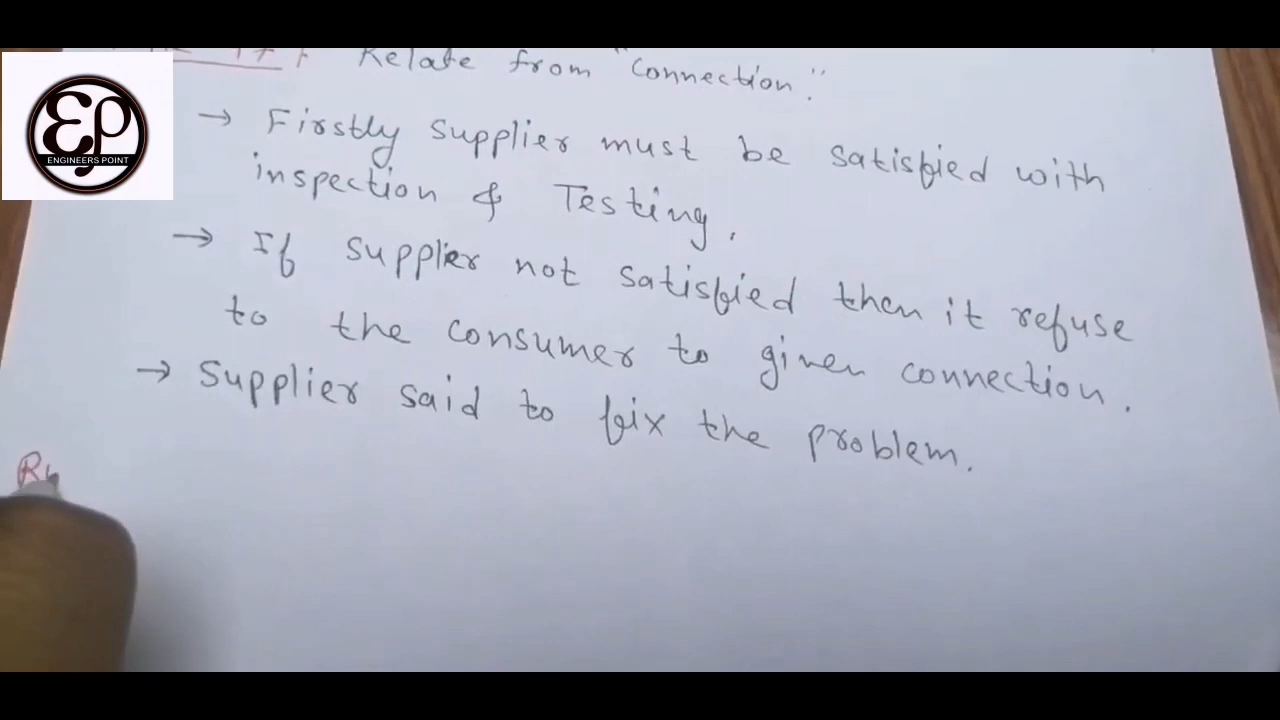 Relate from "Connection".
ENGINEERS POINT
→ Firstly supplier must be satisfied with
inspection & Testing.
→ If supplier not satisfied then it refuse
to the consumer to given connection.
→ Supplier said to fix the problem.